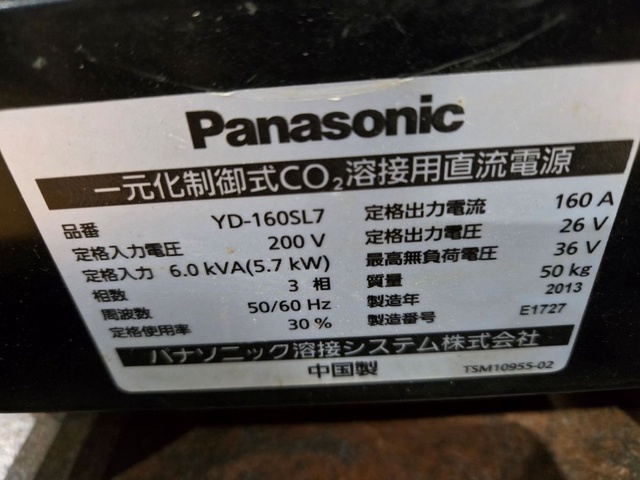 Panasonic
一元化制御式CO₂溶接用直流電源
品番 YD-160SL7
定格入力電圧 200 V
定格入力 6.0 kVA(5.7 kW)
相数 3 相
周波数 50/60 Hz
定格使用率 30 %
定格出力電流 160 A
定格出力電圧 26 V
最高無負荷電圧 36 V
質量 50 kg
製造年 2013
製造番号 E1727
パナソニック溶接システム株式会社
中国製
TSM10955-02